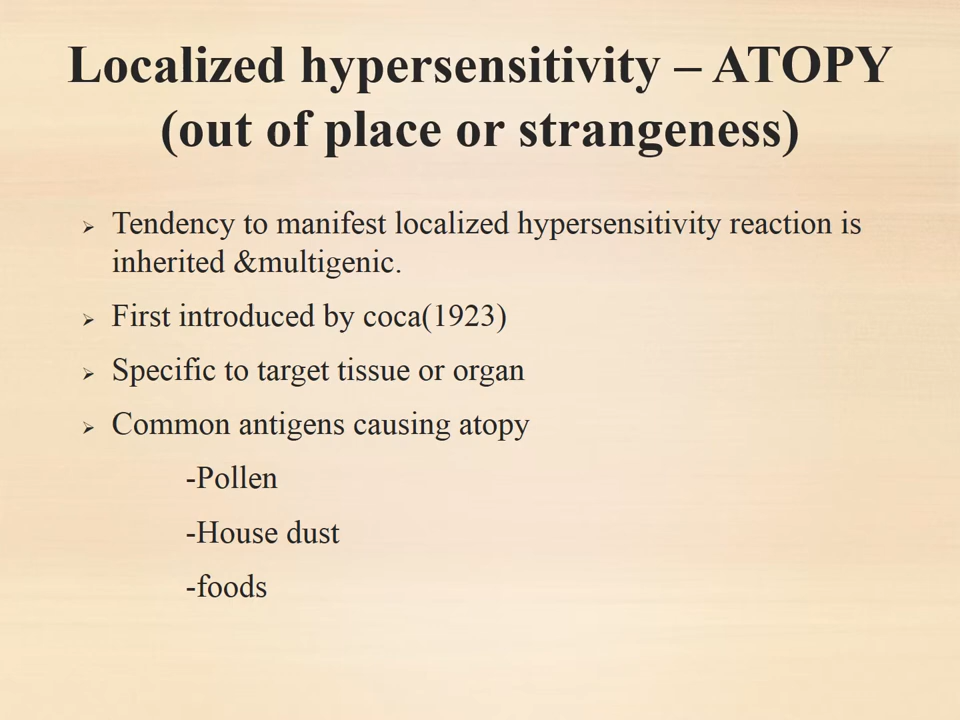 Localized hypersensitivity – ATOPY
(out of place or strangeness)
➢ Tendency to manifest localized hypersensitivity reaction is
inherited &multigenic.
➢ First introduced by coca(1923)
➢ Specific to target tissue or organ
➢ Common antigens causing atopy
-Pollen
-House dust
-foods